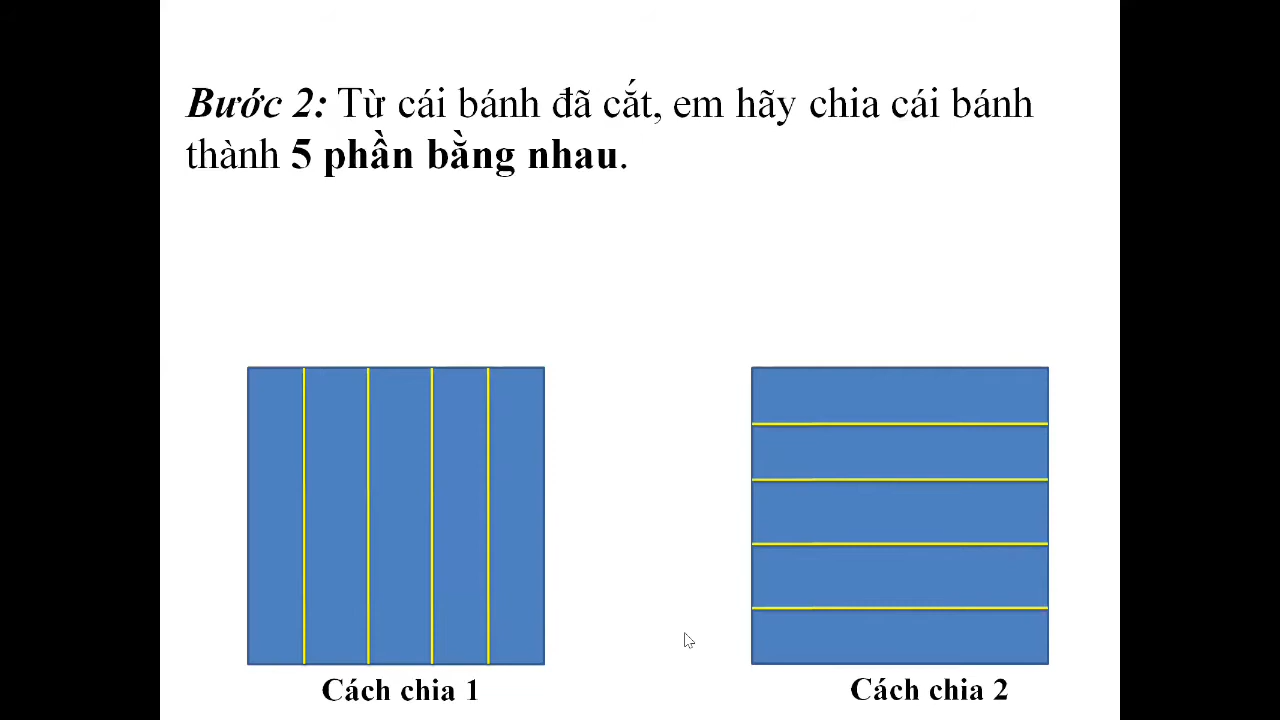 Bước 2: Từ cái bánh đã cắt, em hãy chia cái bánh
thành 5 phần bằng nhau.
Cách chia 1
Cách chia 2